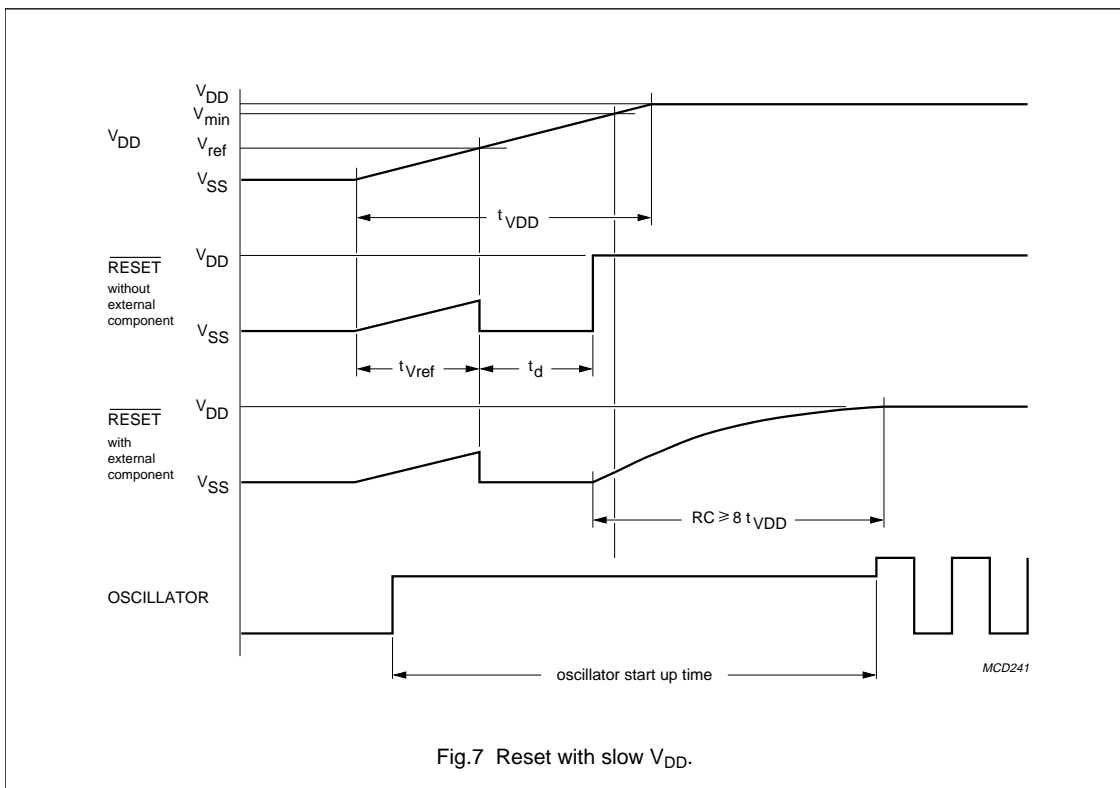 V_DD
V_min
V_DD
V_ref
V_SS
t_VDD
RESET
without
external
component
V_DD
V_SS
t_Vref
t_d
RESET
with
external
component
V_DD
V_SS
RC ≥ 8 t_VDD
OSCILLATOR
oscillator start up time
MCD241
Fig.7 Reset with slow V_DD.